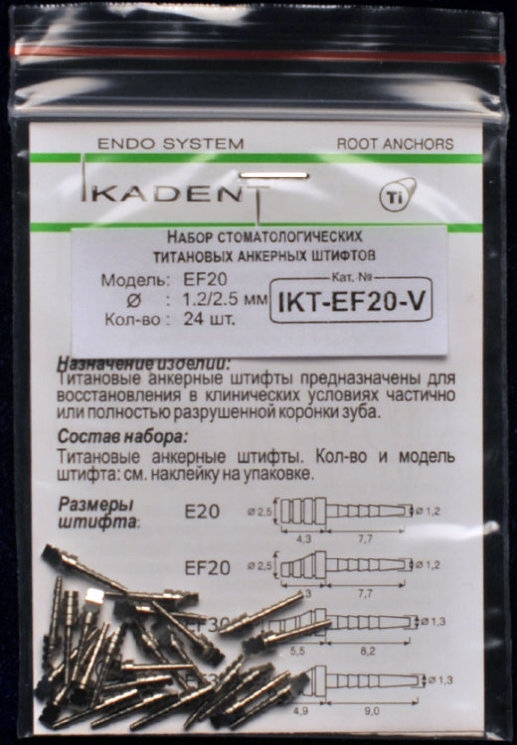 ENDO SYSTEM ROOT ANCHORS
IKADENT Ti
НАБОР СТОМАТОЛОГИЧЕСКИХ
ТИТАНОВЫХ АНКЕРНЫХ ШТИФТОВ
Модель: EF20 Кат. №
Ø : 1.2/2.5 мм IKT-EF20-V
Кол-во : 24 шт.
Назначение изделии:
Титановые анкерные штифты предназначены для
восстановления в клинических условиях частично
или полностью разрушенной коронки зуба.
Состав набора:
Титановые анкерные штифты. Кол-во и модель
штифта: см. наклейку на упаковке.
Размеры
штифта:
E20 Ø 2,5 Ø 1,2
4,3 7,7
EF20 Ø 2,5 Ø 1,2
7,7
Ø 1,3
5,5 8,2
Ø 1,3
4,9 9,0